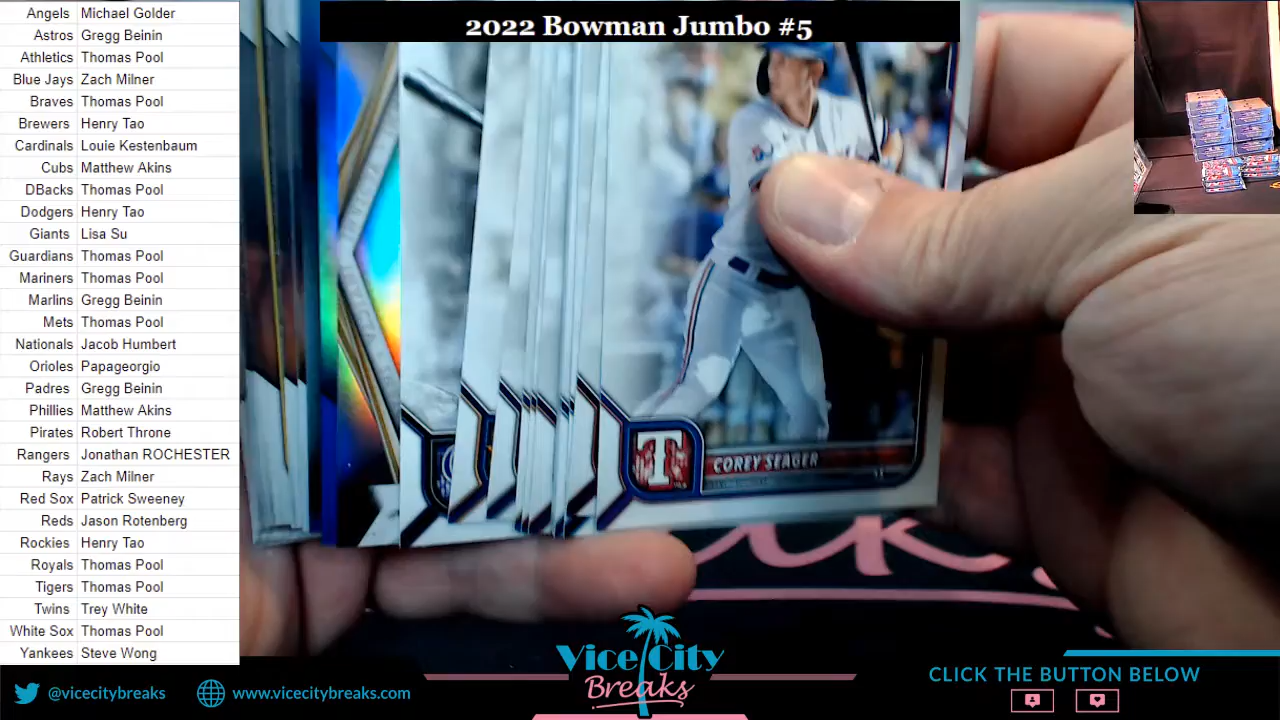 2022 Bowman Jumbo #5
Angels Michael Golder
Astros Gregg Beinin
Athletics Thomas Pool
Blue Jays Zach Milner
Braves Thomas Pool
Brewers Henry Tao
Cardinals Louie Kestenbaum
Cubs Matthew Akins
DBacks Thomas Pool
Dodgers Henry Tao
Giants Lisa Su
Guardians Thomas Pool
Mariners Thomas Pool
Marlins Gregg Beinin
Mets Thomas Pool
Nationals Jacob Humbert
Orioles Papageorgio
Padres Gregg Beinin
Phillies Matthew Akins
Pirates Robert Throne
Rangers Jonathan ROCHESTER
Rays Zach Milner
Red Sox Patrick Sweeney
Reds Jason Rotenberg
Rockies Henry Tao
Royals Thomas Pool
Tigers Thomas Pool
Twins Trey White
White Sox Thomas Pool
Yankees Steve Wong
T
COREY SEAGER
@vicecitybreaks
www.vicecitybreaks.com
Vice City
Breaks
CLICK THE BUTTON BELOW